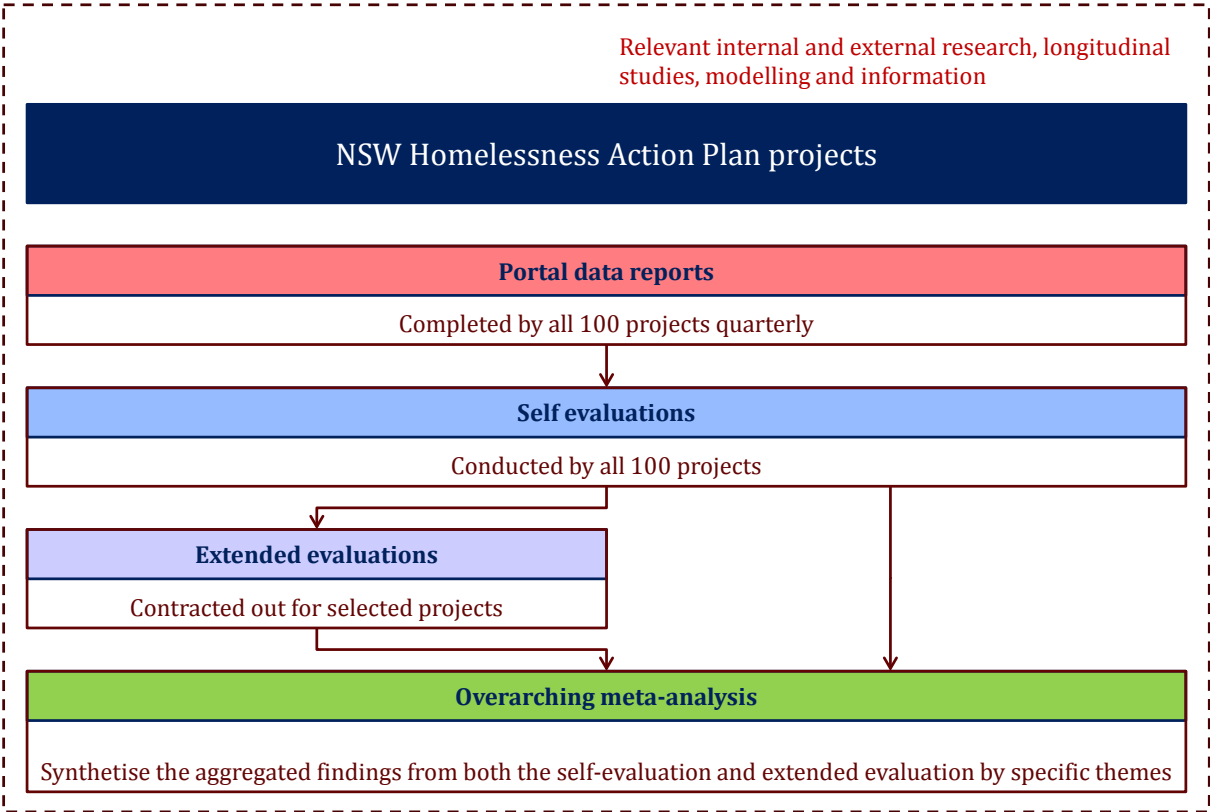 Relevant internal and external research, longitudinal
studies, modelling and information
NSW Homelessness Action Plan projects
Portal data reports
Completed by all 100 projects quarterly
Self evaluations
Conducted by all 100 projects
Extended evaluations
Contracted out for selected projects
Overarching meta-analysis
Synthetise the aggregated findings from both the self-evaluation and extended evaluation by specific themes